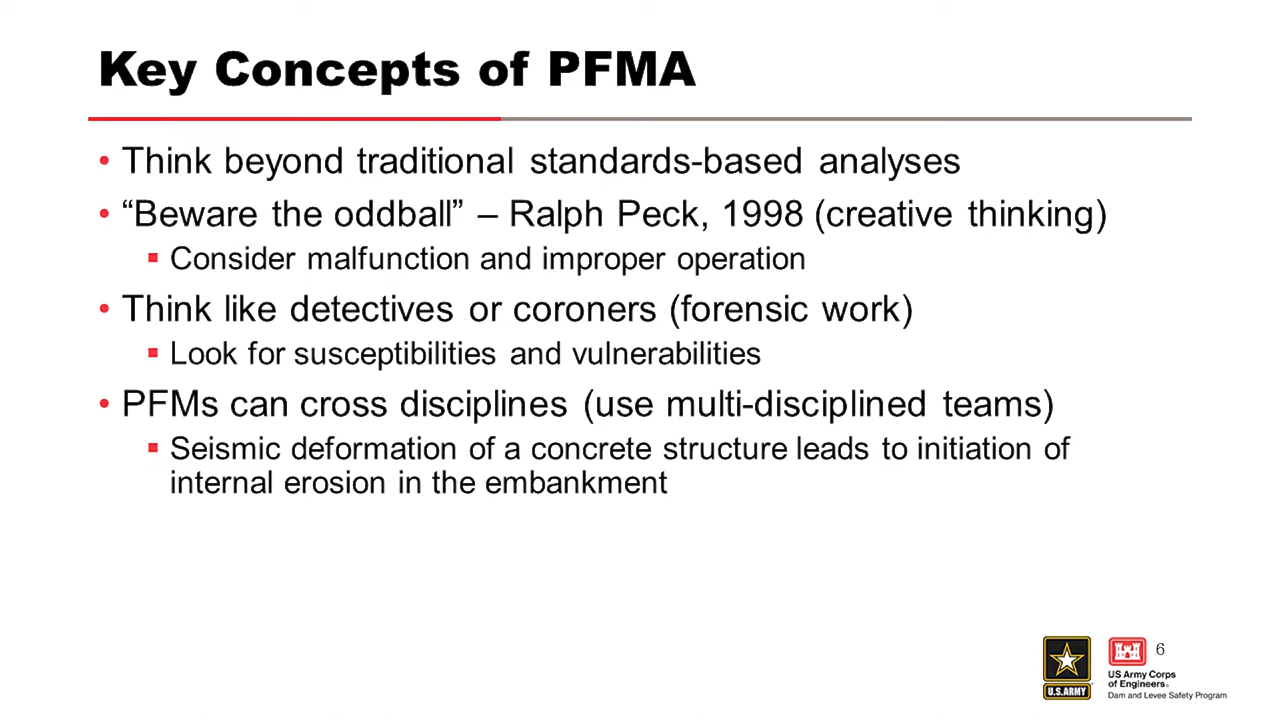 Key Concepts of PFMA
• Think beyond traditional standards-based analyses
• “Beware the oddball” – Ralph Peck, 1998 (creative thinking)
▪ Consider malfunction and improper operation
• Think like detectives or coroners (forensic work)
▪ Look for susceptibilities and vulnerabilities
• PFMs can cross disciplines (use multi-disciplined teams)
▪ Seismic deformation of a concrete structure leads to initiation of
internal erosion in the embankment
6
U.S.ARMY
US Army Corps
of Engineers®
Dam and Levee Safety Program